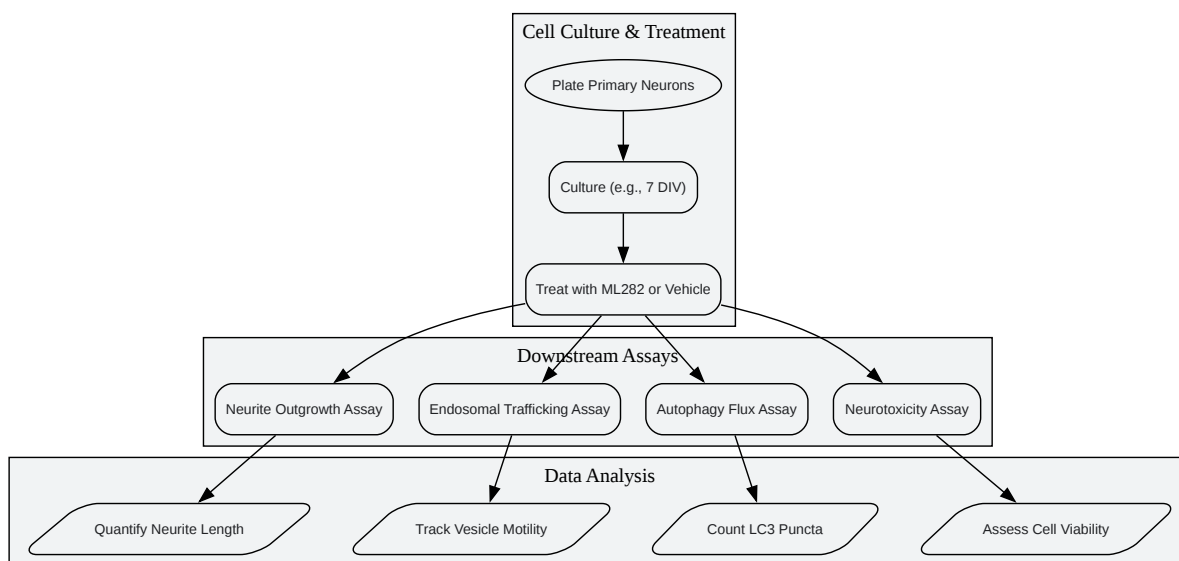 Cell Culture & Treatment
Plate Primary Neurons
Culture (e.g., 7 DIV)
Treat with ML282 or Vehicle
Downstream Assays
Neurite Outgrowth Assay
Endosomal Trafficking Assay
Autophagy Flux Assay
Neurotoxicity Assay
Data Analysis
Quantify Neurite Length
Track Vesicle Motility
Count LC3 Puncta
Assess Cell Viability